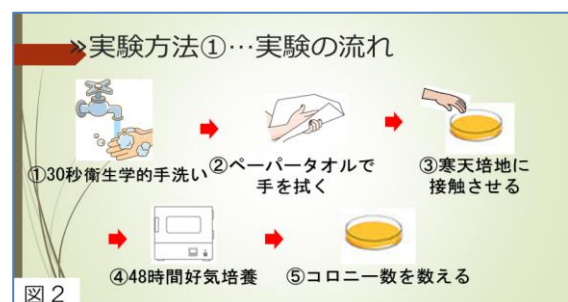 »実験方法①…実験の流れ
①30秒衛生学的手洗い
②ペーパータオルで
手を拭く
③寒天培地に
接触させる
④48時間好気培養
⑤コロニー数を数える
図2